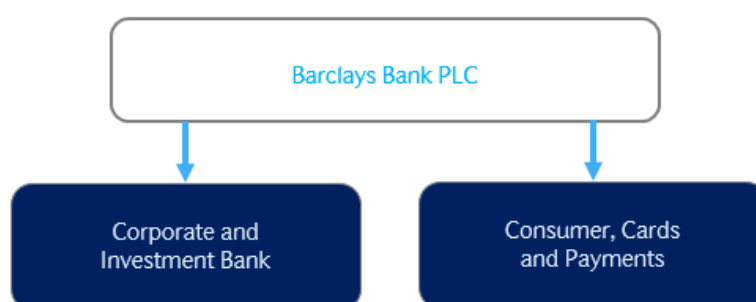 Barclays Bank PLC
Corporate and
Investment Bank
Consumer, Cards
and Payments